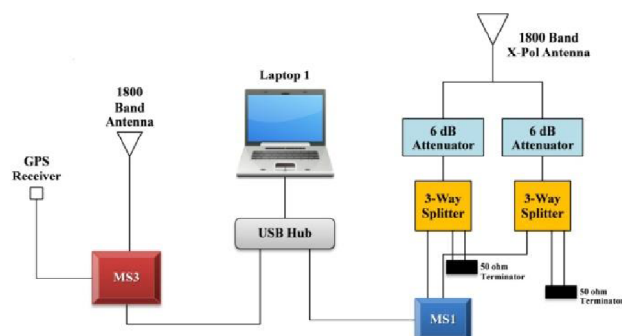 1800 Band
X-Pol Antenna
Laptop 1
1800
Band
Antenna
GPS
Receiver
6 dB
Attenuator
6 dB
Attenuator
3-Way
Splitter
3-Way
Splitter
USB Hub
MS3
50 ohm
Terminator
50 ohm
Terminator
MS1